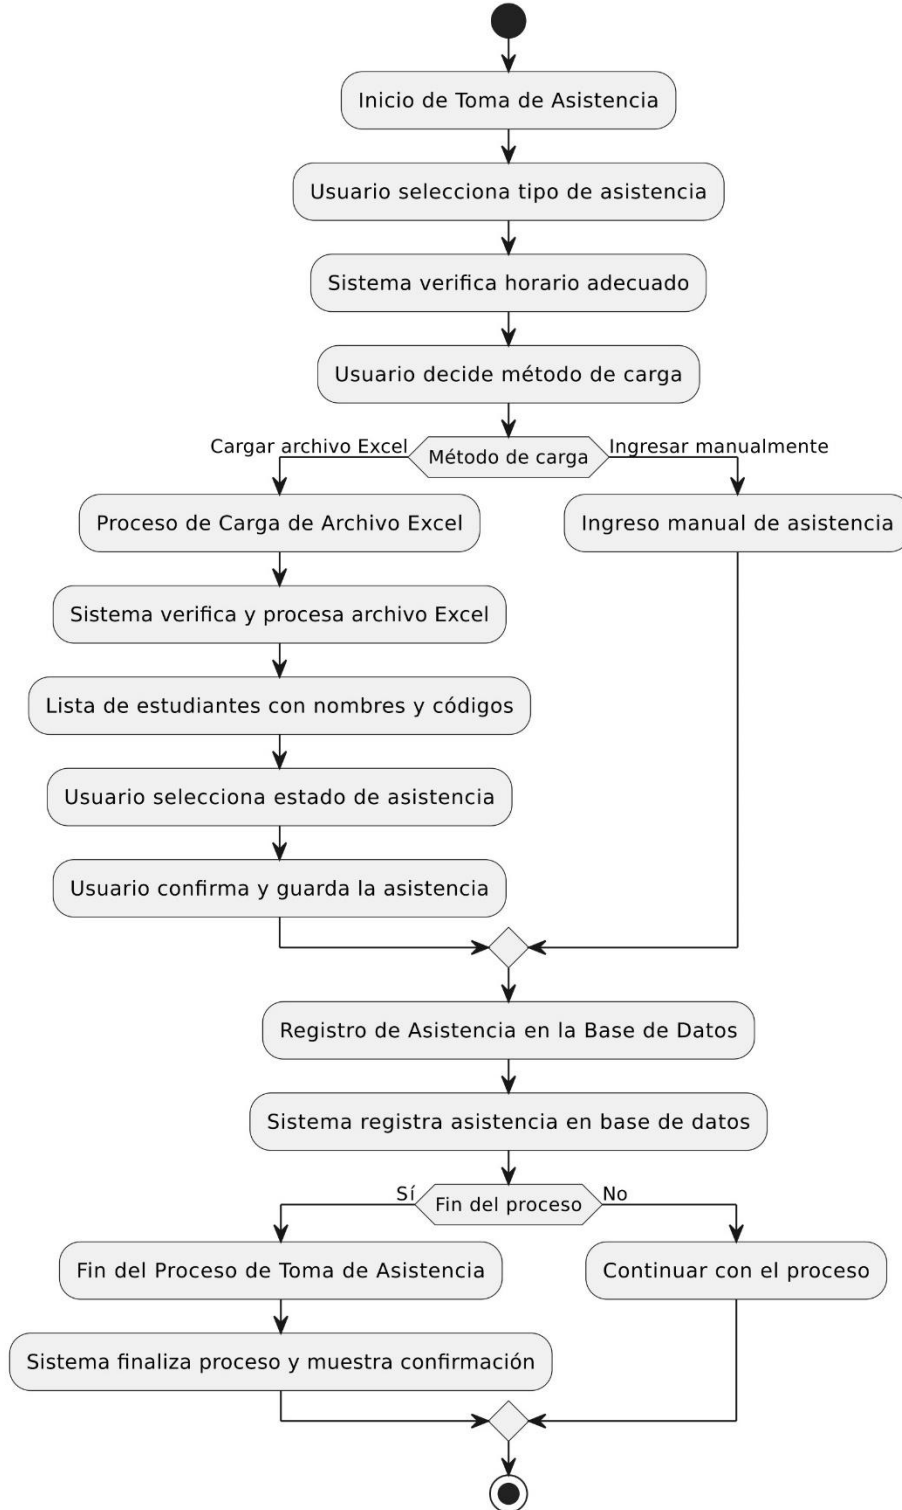 Inicio de Toma de Asistencia
Usuario selecciona tipo de asistencia
Sistema verifica horario adecuado
Usuario decide método de carga
Cargar archivo Excel
Método de carga
Ingresar manualmente
Proceso de Carga de Archivo Excel
Ingreso manual de asistencia
Sistema verifica y procesa archivo Excel
Lista de estudiantes con nombres y códigos
Usuario selecciona estado de asistencia
Usuario confirma y guarda la asistencia
Registro de Asistencia en la Base de Datos
Sistema registra asistencia en base de datos
Sí
Fin del proceso
No
Fin del Proceso de Toma de Asistencia
Continuar con el proceso
Sistema finaliza proceso y muestra confirmación